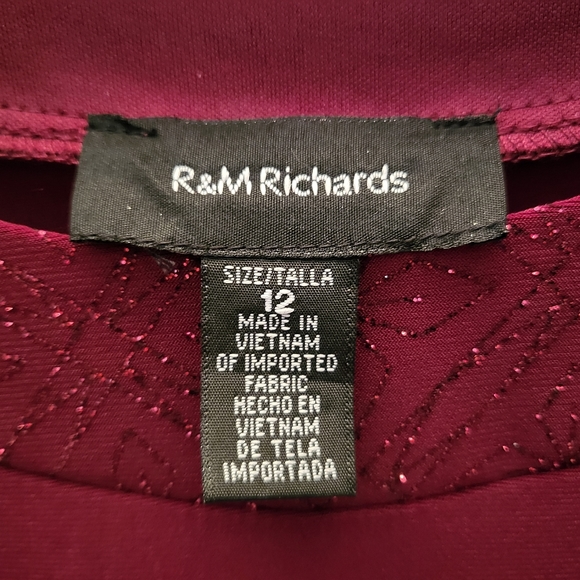 R&M Richards
SIZE/TALLA
12
MADE IN
VIETNAM
OF IMPORTED
FABRIC
HECHO EN
VIETNAM
DE TELA
IMPORTADA